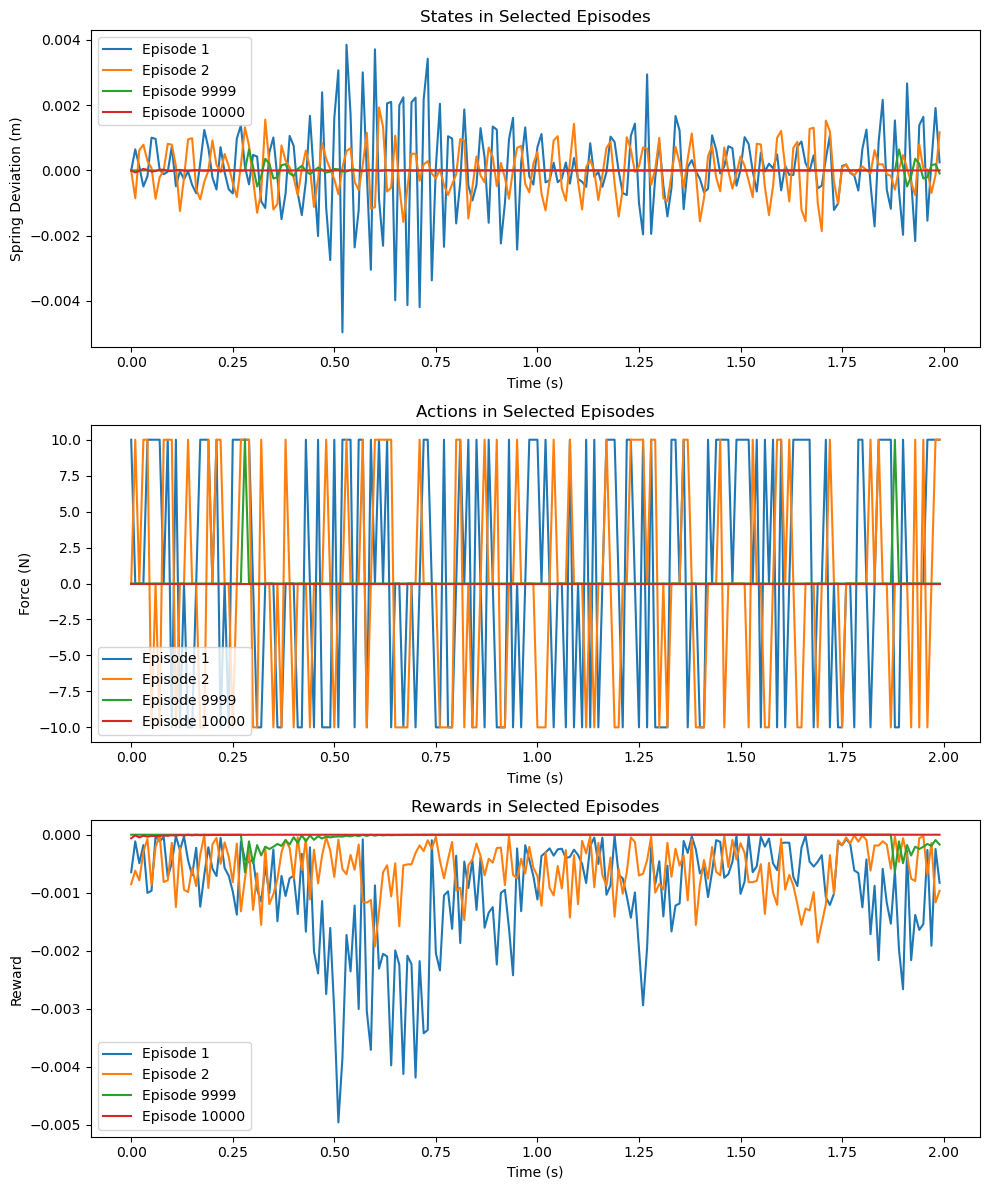 States in Selected Episodes
Episode 1
Episode 2
Episode 9999
Episode 10000
0.004
0.002
0.000
−0.002
−0.004
Spring Deviation (m)
0.00 0.25 0.50 0.75 1.00 1.25 1.50 1.75 2.00
Time (s)
Actions in Selected Episodes
10.0
7.5
5.0
2.5
0.0
−2.5
−5.0
−7.5
−10.0
Force (N)
Episode 1
Episode 2
Episode 9999
Episode 10000
0.00 0.25 0.50 0.75 1.00 1.25 1.50 1.75 2.00
Time (s)
Rewards in Selected Episodes
0.000
−0.001
−0.002
−0.003
−0.004
−0.005
Reward
Episode 1
Episode 2
Episode 9999
Episode 10000
0.00 0.25 0.50 0.75 1.00 1.25 1.50 1.75 2.00
Time (s)